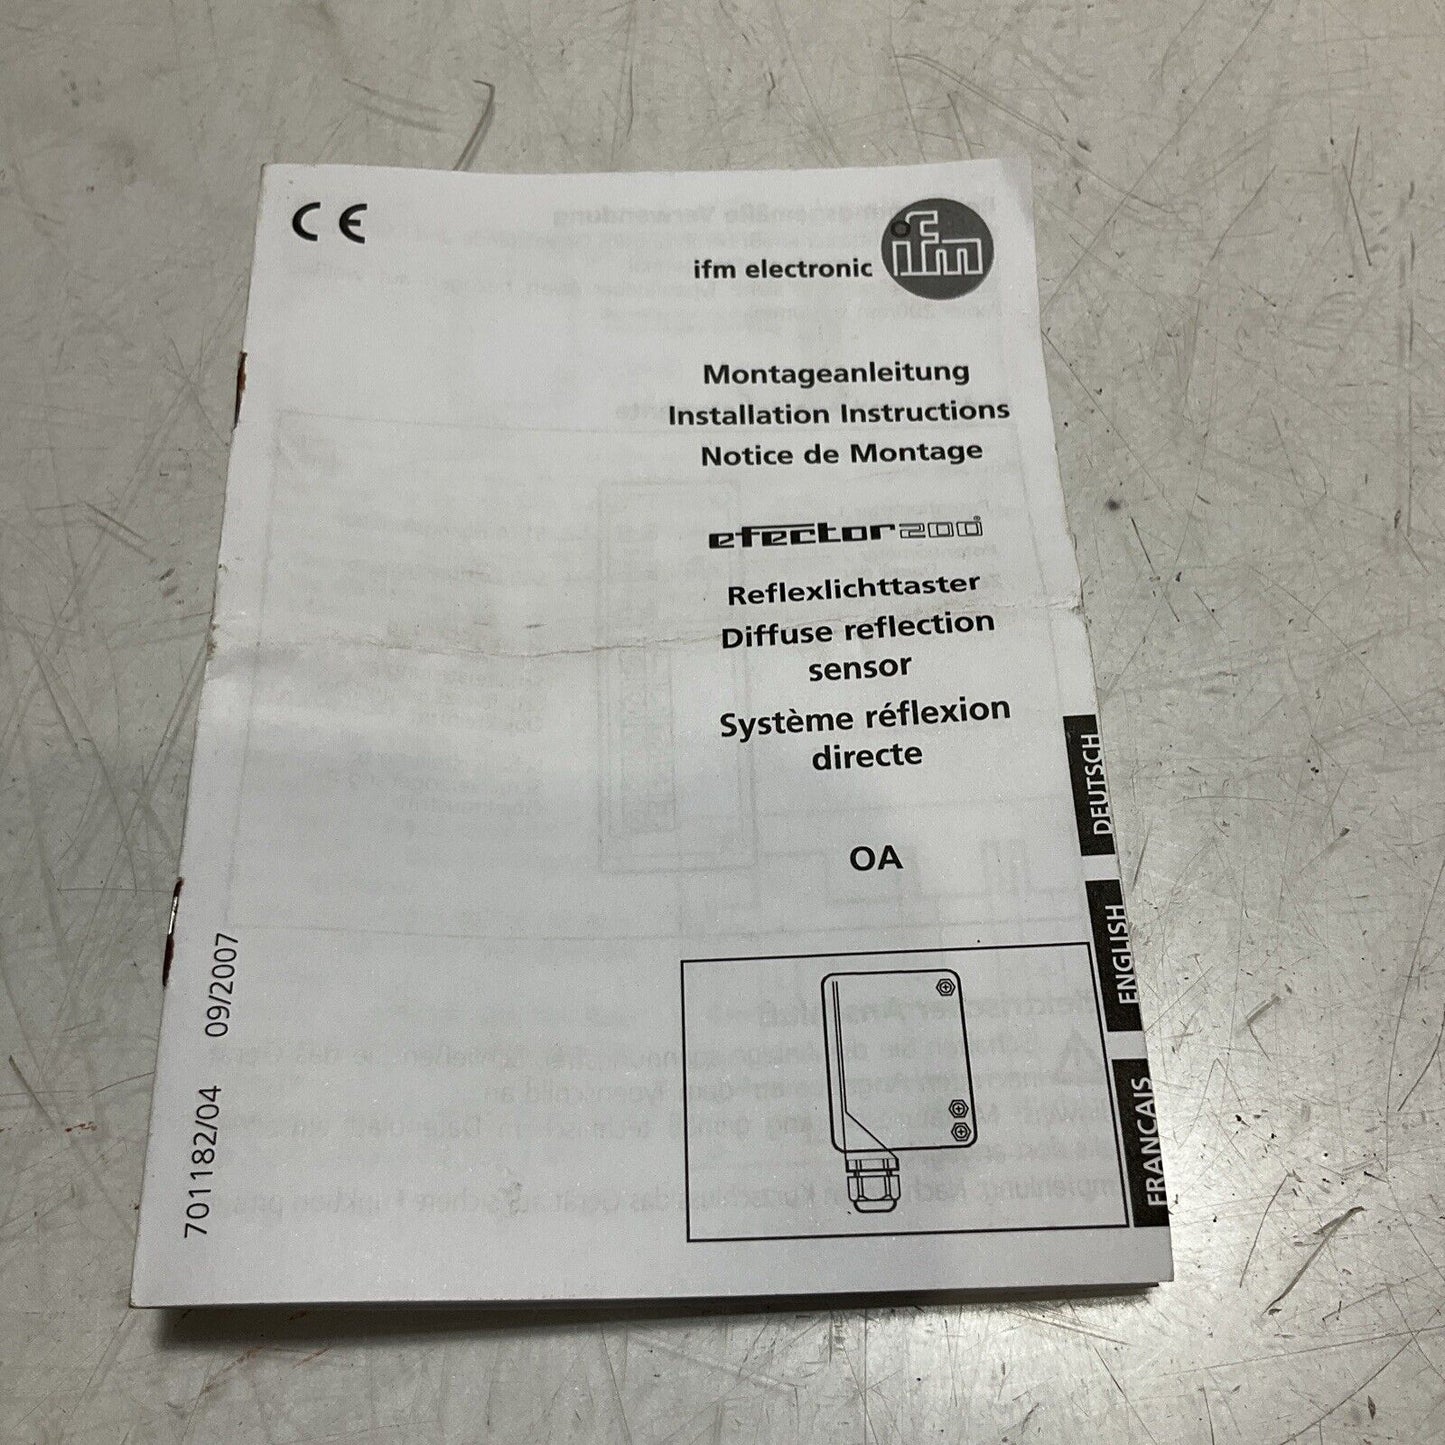 CE
ifm electronic
ifm
Montageanleitung
Installation Instructions
Notice de Montage
efector200®
Reflexlichttaster
Diffuse reflection
sensor
Système réflexion
directe
OA
DEUTSCH
ENGLISH
FRANCAIS
701182/04 09/2007